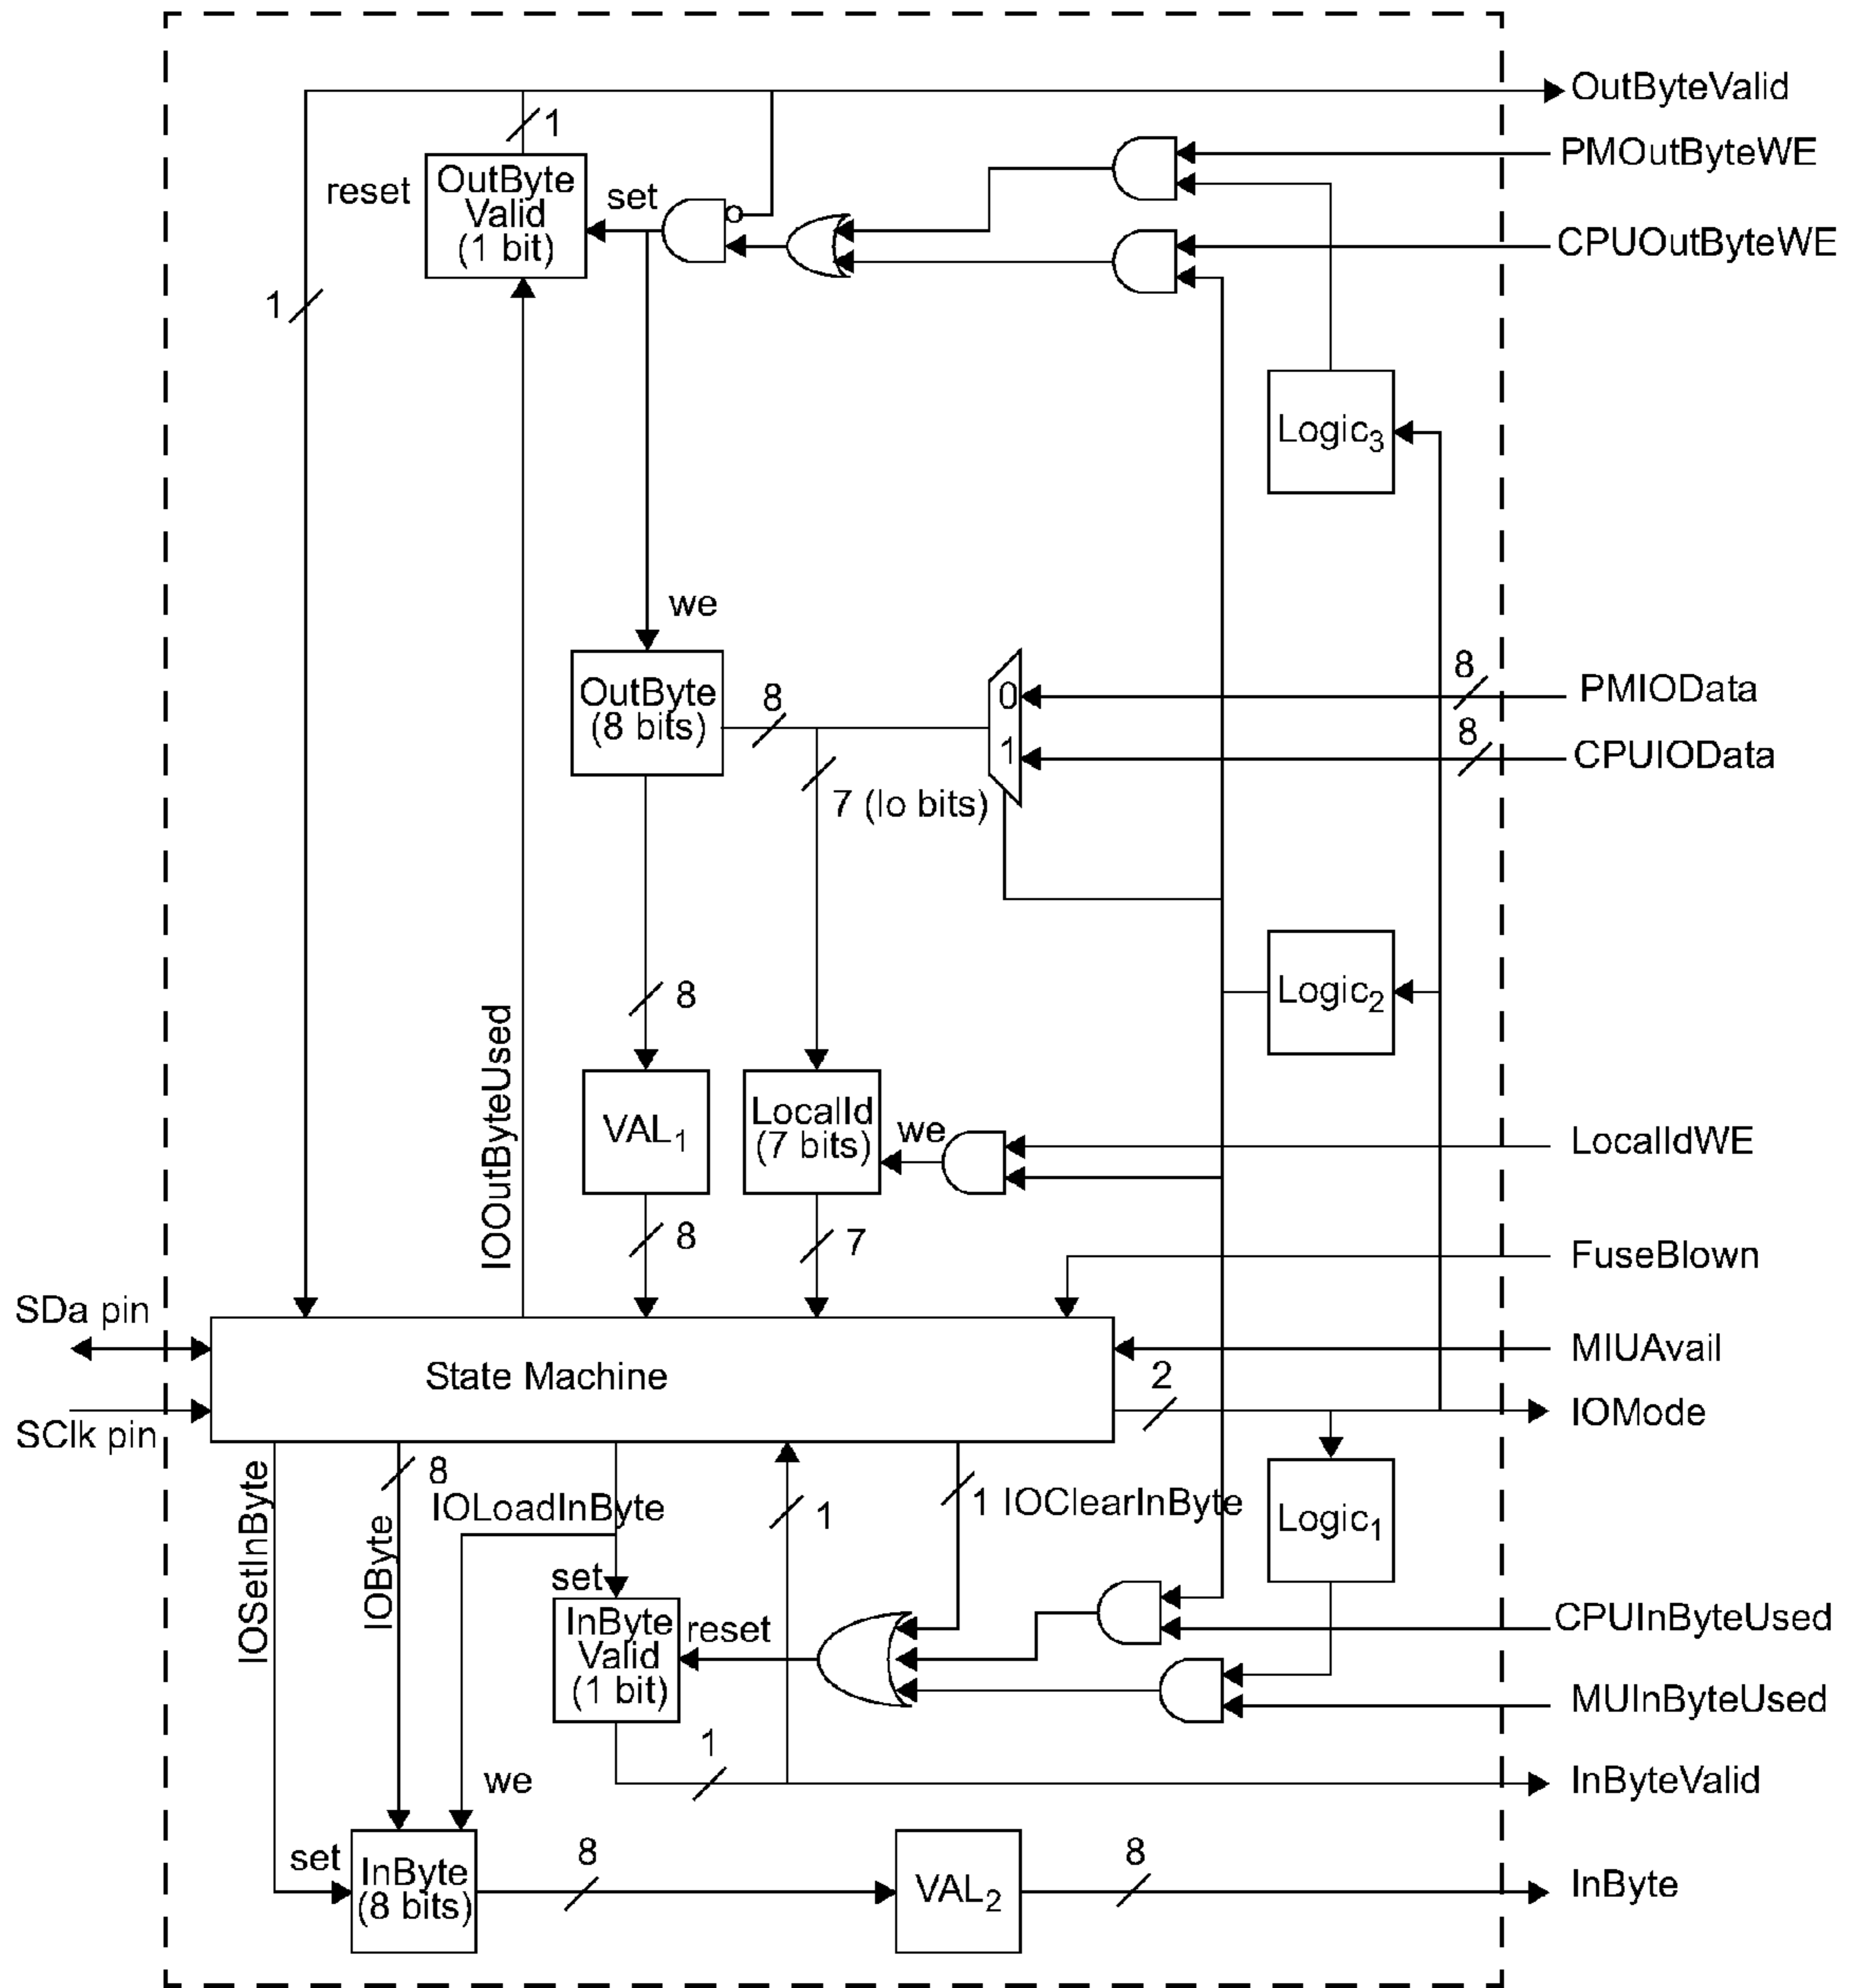 OutByteValid
1
PMOutByteWE
reset
OutByte
Valid
(1 bit)
set
CPUOutByteWE
1
Logic3
we
OutByte
(8 bits)
8
0
8
PMIOData
1
8
CPUIOData
7 (lo bits)
8
Logic2
IOOutByteUsed
VAL1
LocalId
(7 bits)
we
LocalIdWE
8
7
FuseBlown
SDa pin
State Machine
MIUAvail
2
IOMode
SClk pin
IOSetInByte
IOByte
8
IOLoadInByte
1
1 IOClearInByte
Logic1
set
InByte
Valid
(1 bit)
reset
CPUInByteUsed
MUInByteUsed
1
we
InByteValid
set
InByte
(8 bits)
8
VAL2
8
InByte